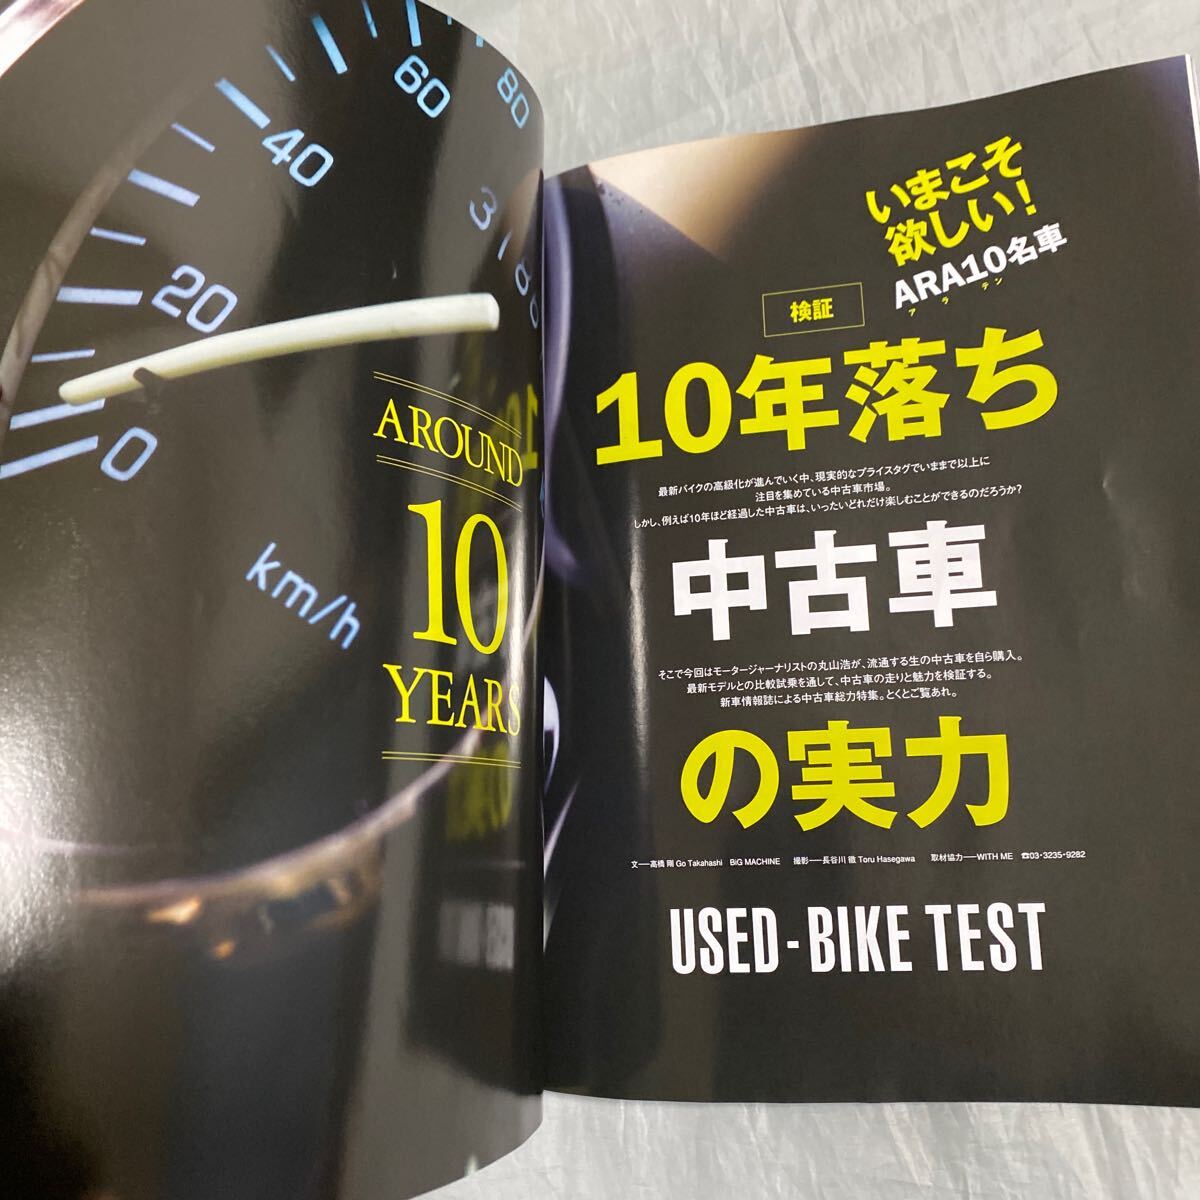 80
60
40
20
0
km/h
318
AROUND
10
YEARS
いまこそ
欲しい!
ARA10名車
アラテン
検証
10年落ち
最新バイクの高級化が進んでいく中、現実的なプライスタグでいままで以上に
注目を集めている中古車市場。
しかし、例えば10年ほど経過した中古車は、いったいどれだけ楽しむことができるのだろうか?
中古車
そこで今回はモータージャーナリストの丸山浩が、流通する生の中古車を自ら購入。
最新モデルとの比較試乗を通して、中古車の走りと魅力を検証する。
新車情報誌による中古車総力特集。とくとご覧あれ。
の実力
文──高橋 剛 Go Takahashi BiG MACHINE 撮影──長谷川 徹 Toru Hasegawa 取材協力──WITH ME ☎03・3235・9282
USED-BIKE TEST